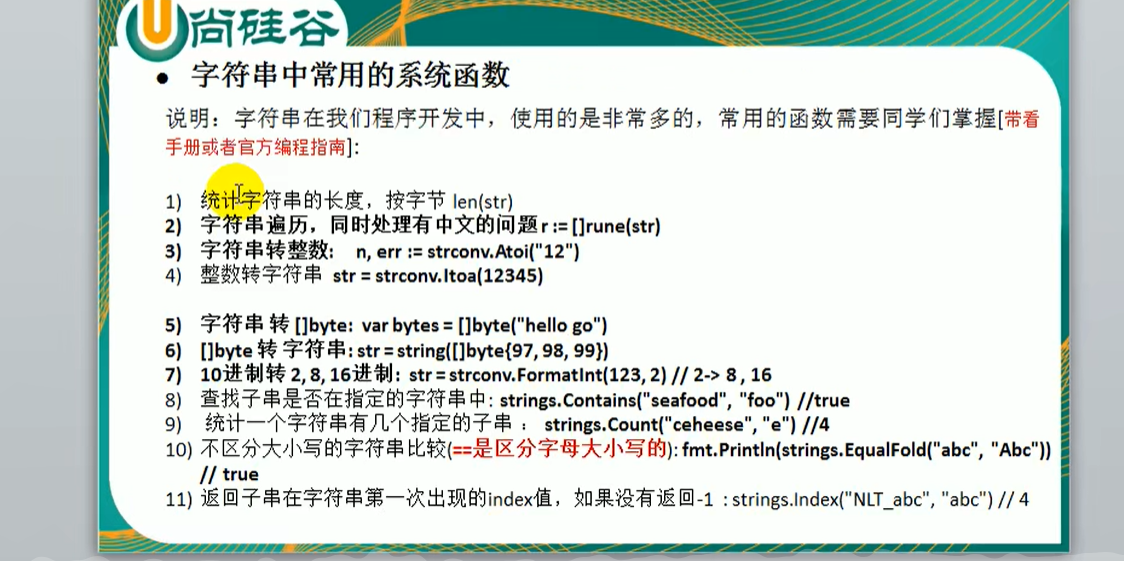 尚硅谷
● 字符串中常用的系统函数
说明：字符串在我们程序开发中，使用的是非常多的，常用的函数需要同学们掌握[带看
手册或者官方编程指南]:
1) 统计字符串的长度，按字节 len(str)
2) 字符串遍历，同时处理有中文的问题 r := []rune(str)
3) 字符串转整数: n, err := strconv.Atoi("12")
4) 整数转字符串 str = strconv.Itoa(12345)
5) 字符串 转 []byte: var bytes = []byte("hello go")
6) []byte 转 字符串: str = string([]byte{97, 98, 99})
7) 10进制转 2, 8, 16进制: str = strconv.FormatInt(123, 2) // 2-> 8 , 16
8) 查找子串是否在指定的字符串中: strings.Contains("seafood", "foo") //true
9) 统计一个字符串有几个指定的子串 ： strings.Count("ceheese", "e") //4
10) 不区分大小写的字符串比较(==是区分字母大小写的): fmt.Println(strings.EqualFold("abc", "Abc"))
// true
11) 返回子串在字符串第一次出现的index值，如果没有返回-1 : strings.Index("NLT_abc", "abc") // 4